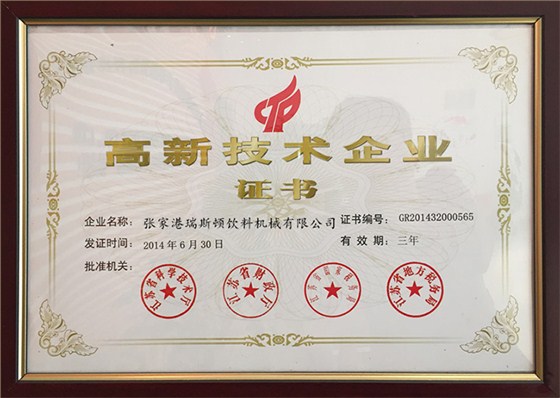 高新技术企业
证书
企业名称：张家港瑞斯顿饮料机械有限公司 证书编号：GR201432000565
发证时间：2014年6月30日 有效期：三年
批准机关：
江苏省科学技术厅
江苏省财政厅
江苏省国家税务局
江苏省地方税务局